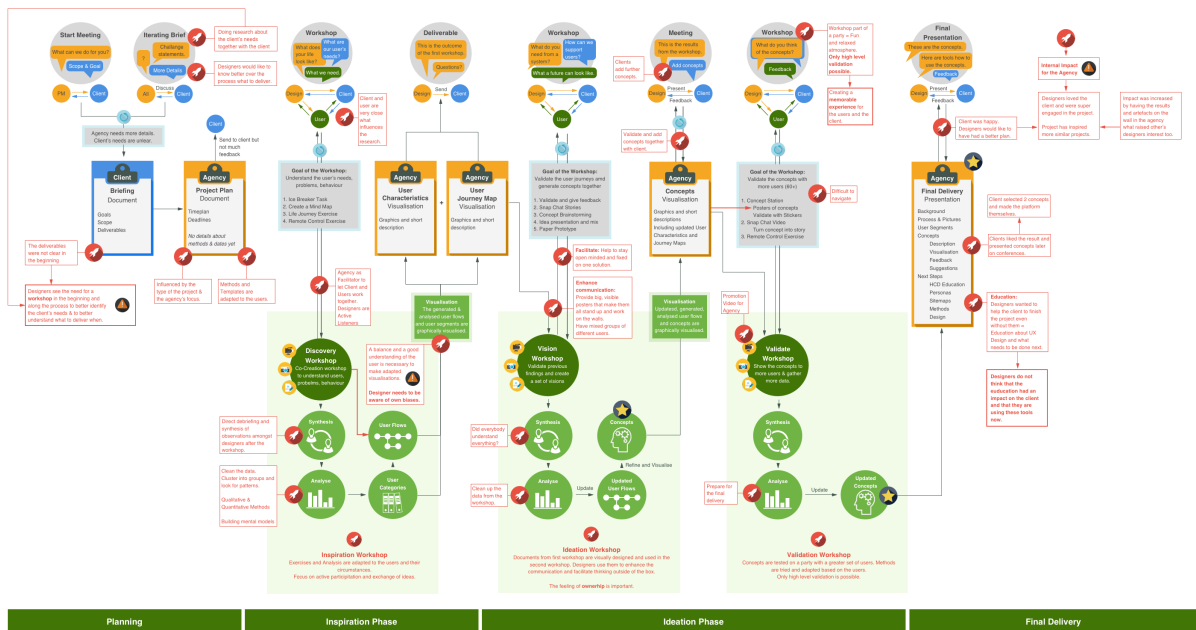 Start Meeting
What can we do for you?
Scope & Goal
PM
Client
Iterating Brief
Challenge
statements.
?
More Details
All
Discuss
Client
Doing research about
the client's needs
together with the client
Designers would like to
know better over the
process what to deliver.
Agency needs more details.
Client's needs are unlear.
Client
Send to client but
not much
feedback
Client
Briefing
Document
Goals
Scope
Deliverables
Agency
Project Plan
Document
Timeplan
Deadlines
No details about
methods & dates yet
The deliverables
were not clear in
the beginning
Influenced by the
type of the project &
the agency's focus.
Methods and
Templates are
adapted to the users.
Designers see the need for a
workshop in the beginning and
along the process to better identify
the client's needs & to better
understand what to deliver when.
Workshop
What does
your life
look like?
What are
our user's
needs?
What we need.
Design
Client
User
Client and
user are
very close
what
influences
the
research.
Goal of the Workshop:
Understand the user's needs,
problems, behaviour
1. Ice Breaker Task
2. Create a Mind Map
3. Life Journey Exercise
4. Remote Control Exercise
Agency as
Facilitator to
let Client and
Users work
together.
Designers are
Active
Listeners
Discovery
Workshop
Co-Creation workshop
to understand users,
probelms, behaviour
Direct debriefing and
synthesis of
observations amongst
designers after the
workshop.
Synthesis
User Flows
Clean the data.
Cluster into groups and
look for patterns.
Qualitative &
Quantitative Methods
Building mental models
Analyse
User
Categories
Inspiration Workshop
Exercises and Analysis are adapted to the users and their
circumstances.
Focus on active participitation and exchange of ideas.
Deliverable
This is the outcome
of the first workshop.
Questions?
Design
Send
Client
Agency
User
Characteristics
Visualisation
Graphics and short
description
+
Agency
User
Journey Map
Visualisation
Graphics and short
description
Visualisation
The generated &
analysed user flows
and user segments are
graphically visualised.
A balance and a good
understanding of the
user is necessary to
make adapted
visualisations.
Designer needs to be
aware of own biases.
Workshop
What do you
need from a
system?
How can we
support
users?
What a future can look like.
Design
Client
User
Goal of the Workshop:
Validate the user journeys and
generate concepts together
1. Validate and give feedback
2. Snap Chat Stories
3. Concept Brainstorming
4. Idea presentation and mix
5. Paper Prototype
Facilitate: Help to stay
open minded and fixed
on one solution.
Enhance
communication:
Provide big, visible
posters that make them
all stand up and work
on the walls.
Have mixed groups of
different users.
Vision
Workshop
Validate previous
findings and create
a set of visions
Did everybody
understand
everything?
Synthesis
Concepts
Refine and Visualise
Clean up the
data from the
workshop.
Analyse
Update
Updated
User Flows
Ideation Workshop
Documents from first workshop are visually designed and used in the
second workshop. Designers use them to enhance the
communication and facilitate thinking outside of the box.
The feeling of ownerhip is important.
Meeting
This is the results
from the workshop.
Add concepts
Clients
add further
concepts.
Design
Present
Client
Feedback
Validate and add
concepts together
with client.
Agency
Concepts
Visualisation
Graphics and short
descriptions
Including updated User
Characteristics and
Journey Maps
Visualisation
Updated, generated,
analysed user flows
and concepts are
graphically visualised.
Workshop
What do you think
of the concepts?
Feedback
Workshop part of
a party = Fun
and relaxed
atmosphere.
Only high level
validation
possible.
Creating a
memorable
experience for
the users and the
client.
Design
Client
User
Goal of the Workshop:
Validate the concepts with
more users (80+)
1. Concept Station
Posters of concepts
Validate with Stickers
2. Snap Chat Video
Turn concept into story
3. Remote Control Exercise
Difficult to
navigate
Promotion
Video for
Agency
Validate
Workshop
Show the concepts to
more users & gather
more data.
Synthesis
Prepare for
the final
delivery
Analyse
Update
Updated
Concepts
Validation Workshop
Concepts are tested on a party with a greater set of users. Methods
are tried and adapted based on the users.
Only high level validation is possible.
Final
Presentation
These are the concepts.
Here are tools how to
use the concepts.
Feedback
Design
Present
Client
Feedback
Client was happy.
Designers would like to
have had a better plan.
Internal Impact
for the Agency
Designers loved the
client and were super
engaged in the project.
Project has inspired
more similar projects
Impact was increased
by having the results
and artefacts on the
wall in the agency
what raised other's
designers interest too.
Agency
Final Delivery
Presentation
Background
Process & Pictures
User Segments
Concepts
Description
Visualisation
Feedback
Suggestions
Next Steps
HCD Education
Personas
Sitemaps
Methods
Design
Client selected 2 concepts
and made the platform
themselves.
Clients liked the result and
presented concepts later
on conferences.
Education:
Designers wanted to
help the client to finish
the project even
without them =
Education about UX
Design and what
needs to be done next.
Designers do not
think that the
euducation had an
impact on the client
and that they are
using these tools
now.
Planning
Inspiration Phase
Ideation Phase
Final Delivery